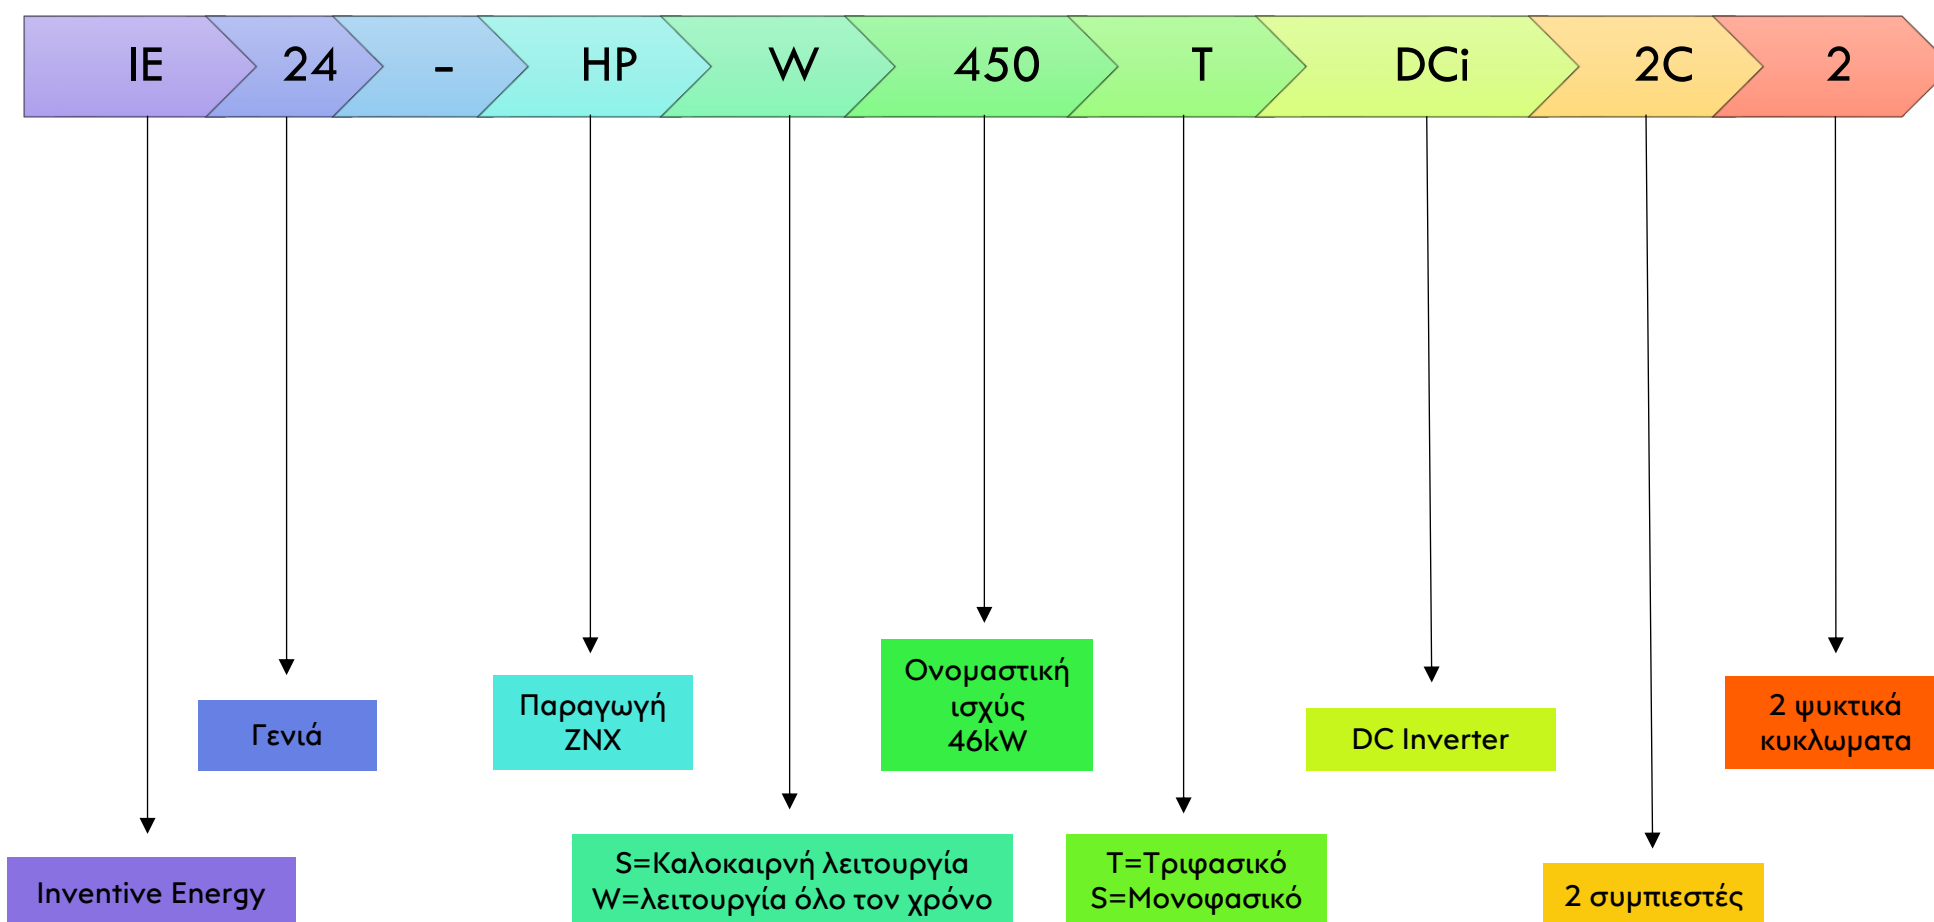 IE 24 - HP W 450 T DCi 2C 2
Ονομαστική
ισχύς
46kW
Γενιά
Παραγωγή
ΖΝΧ
DC Inverter
2 ψυκτικά
κυκλωματα
Inventive Energy
S=Καλοκαιρνή λειτουργία
W=λειτουργία όλο τον χρόνο
T=Τριφασικό
S=Μονοφασικό
2 συμπιεστές